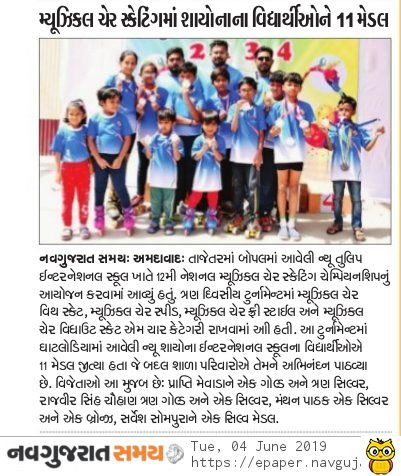 મ્યૂઝિકલ ચેર સ્કેટિંગમાં શાયોનાના વિદ્યાર્થીઓને 11 મેડલ
2 3 4
નવગુજરાત સમય: અમદાવાદ: તાજેતરમાં બોપલમાં આવેલી ન્યૂ તુલિપ
ઈન્ટરનેશનલ સ્કૂલ ખાતે 12મી નેશનલ મ્યૂઝિકલ ચેર સ્કેટિંગ ચેમ્પિયનશિપનું
આયોજન કરવામાં આવ્યું હતું. ત્રણ દિવસીય ટુર્નામેન્ટમાં મ્યૂઝિકલ ચેર
વિથ સ્કેટ, મ્યૂઝિકલ ચેર સ્પીડ, મ્યૂઝિકલ ચેર ફ્રી સ્ટાઈલ અને મ્યૂઝિકલ
ચેર વિધાઉટ સ્કેટ એમ ચાર કેટેગરી રાખવામાં આી હતી. આ ટુર્નામેન્ટમાં
ઘાટલોડિયામાં આવેલી ન્યૂ શાયોના ઈન્ટરનેશનલ સ્કૂલના વિદ્યાર્થીઓએ
11 મેડલ જીત્યા હતા જે બદલ શાળા પરિવારોએ તેમને અભિનંદન પાઠવ્યા
છે. વિજેતાઓ આ મુજબ છે: પ્રાપ્તિ મેવાડાને એક ગોલ્ડ અને ત્રણ સિલ્વર,
રાજવીર સિંહ ચૌહાણ ત્રણ ગોલ્ડ અને એક સિલ્વર, મંથન પાઠક એક સિલ્વર
અને એક બ્રોન્ઝ, સર્વેશ સોમપુરાને એક સિલ્વ મેડલ.
નવગુજરાત સમય
Tue, 04 June 2019
https://epaper.navguj